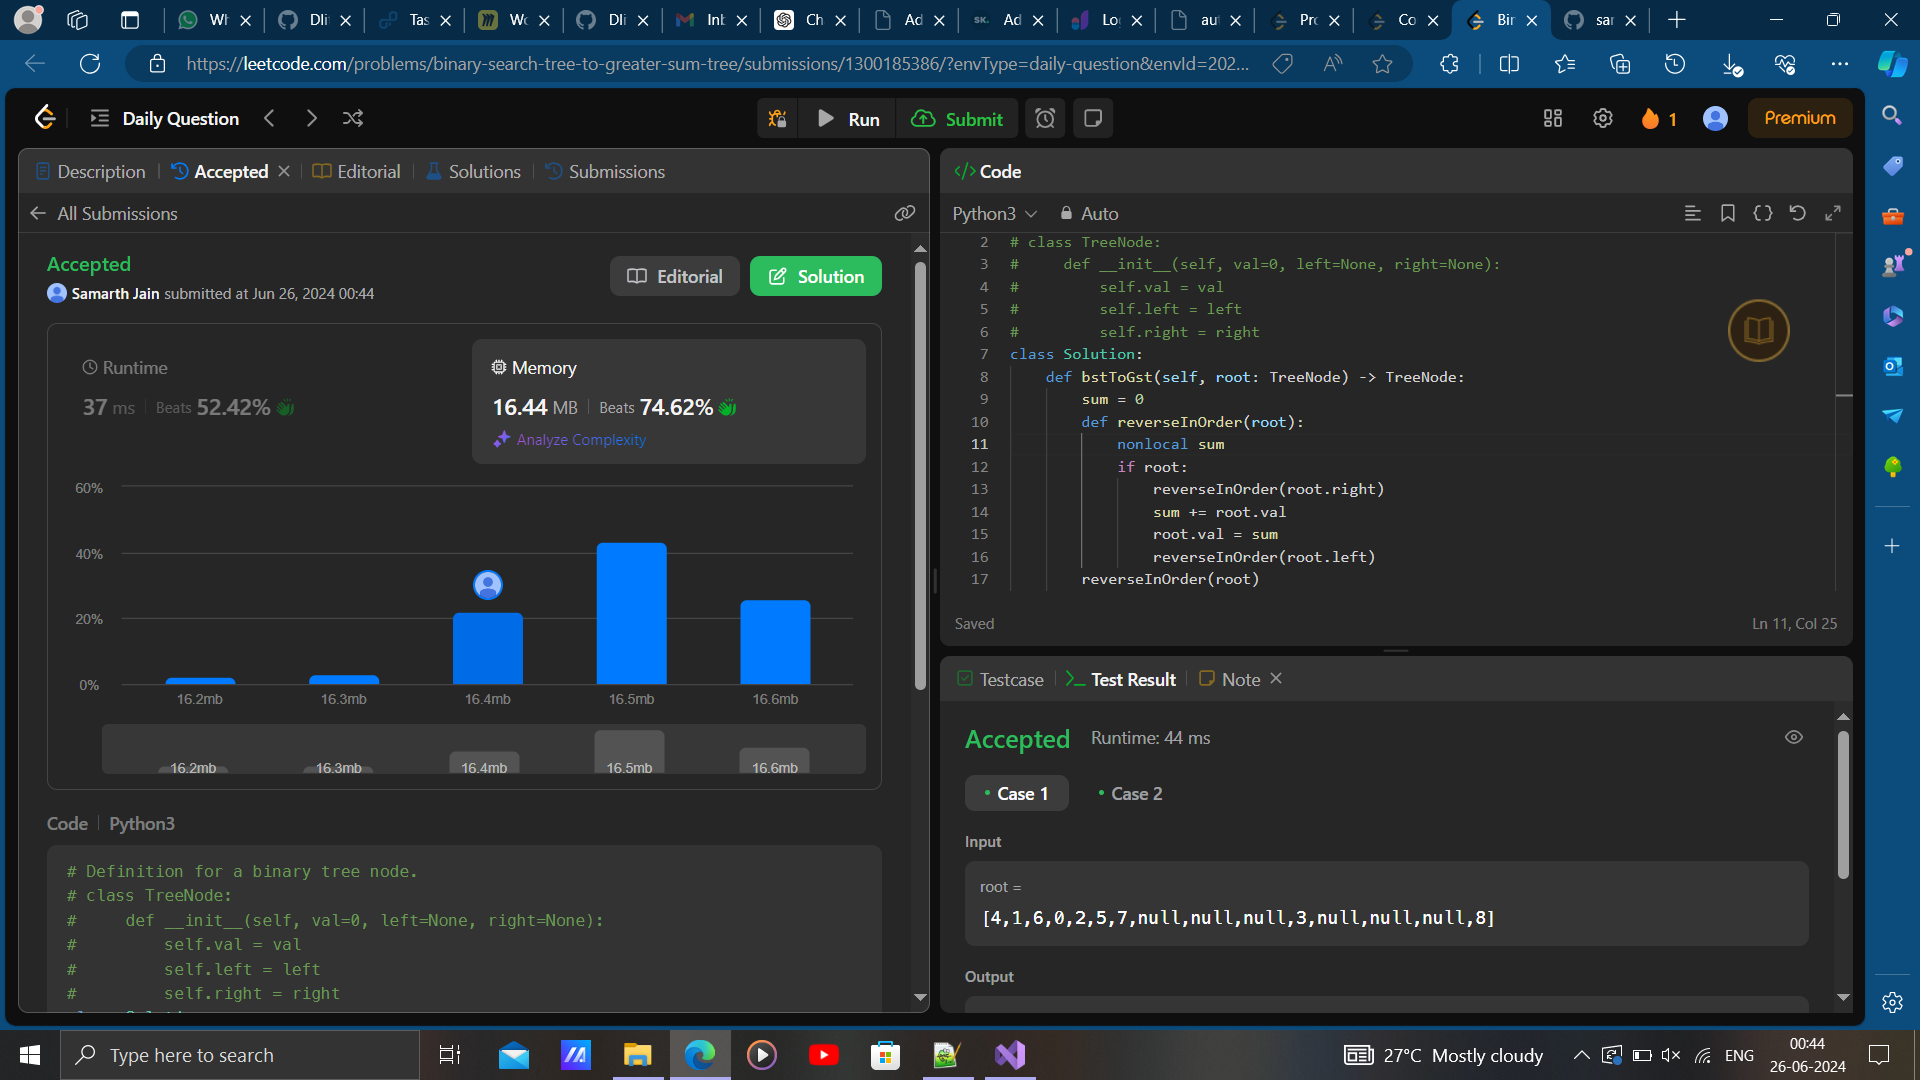 Wh
Dli
Tas
Wo
Dli
Inb
Ch
Ad
SK. Ad
Log
au
Pro
Co
Bir
sar
https://leetcode.com/problems/binary-search-tree-to-greater-sum-tree/submissions/1300185386/?envType=daily-question&envId=202...
Daily Question
Run
Submit
1
Premium
Description
Accepted
Editorial
Solutions
Submissions
All Submissions
Accepted
Samarth Jain submitted at Jun 26, 2024 00:44
Editorial
Solution
Runtime
37 ms
Beats 52.42%
Memory
16.44 MB
Beats 74.62%
Analyze Complexity
60%
40%
20%
0%
16.2mb 16.3mb 16.4mb 16.5mb 16.6mb
16.2mb 16.3mb 16.4mb 16.5mb 16.6mb
Code Python3
# Definition for a binary tree node.
# class TreeNode:
#     def __init__(self, val=0, left=None, right=None):
#         self.val = val
#         self.left = left
#         self.right = right
</> Code
Python3
Auto
2 # class TreeNode:
3 #     def __init__(self, val=0, left=None, right=None):
4 #         self.val = val
5 #         self.left = left
6 #         self.right = right
7 class Solution:
8     def bstToGst(self, root: TreeNode) -> TreeNode:
9         sum = 0
10         def reverseInOrder(root):
11             nonlocal sum
12             if root:
13                 reverseInOrder(root.right)
14                 sum += root.val
15                 root.val = sum
16                 reverseInOrder(root.left)
17         reverseInOrder(root)
Saved
Ln 11, Col 25
Testcase
>_ Test Result
Note
Accepted
Runtime: 44 ms
Case 1
Case 2
Input
root =
[4,1,6,0,2,5,7,null,null,null,3,null,null,null,8]
Output
Type here to search
27°C Mostly cloudy
ENG
00:44
26-06-2024